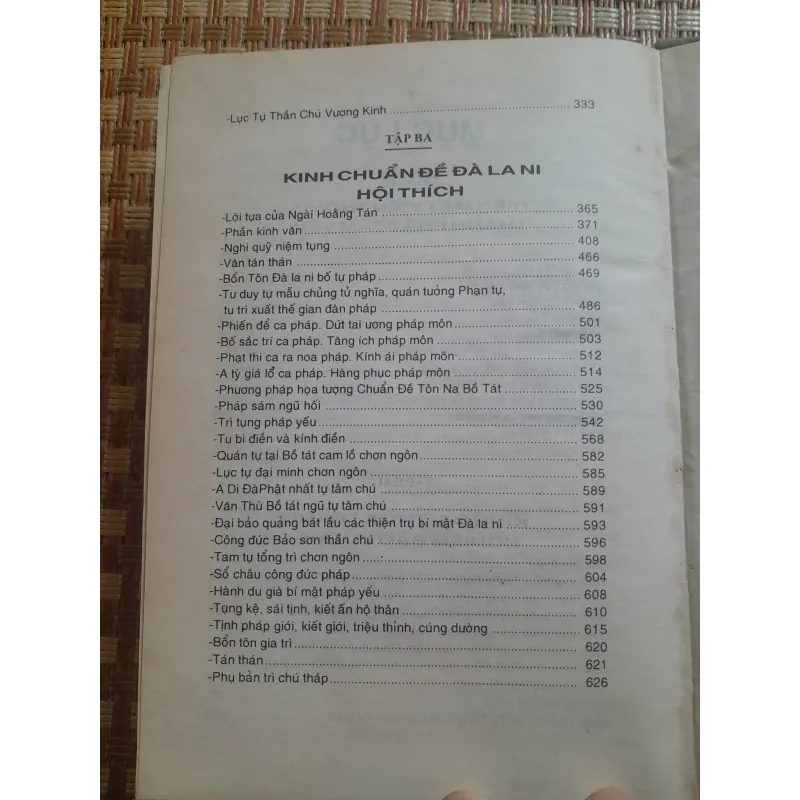 -Lục Tự Thần Chú Vương Kinh ........ 333
TẬP BA
KINH CHUẨN ĐỀ ĐÀ LA NI
HỘI THÍCH
-Lời tựa của Ngài Hoằng Tán ........ 365
-Phần kinh văn ........ 371
-Nghi quỹ niệm tụng ........ 408
-Văn tán thán ........ 466
-Bổn Tôn Đà la ni bố tự pháp ........ 469
-Tư duy tự mẫu chủng tử nghĩa, quán tưởng Phạn tự,
tu trì xuất thế gian đàn pháp ........ 486
-Phiến để ca pháp. Dứt tai ương pháp môn ........ 501
-Bố sắc trí ca pháp. Tăng ích pháp môn ........ 503
-Phạt thi ca ra noa pháp. Kính ái pháp môn ........ 512
-A tỳ giá lổ ca pháp. Hàng phục pháp môn ........ 514
-Phương pháp họa tượng Chuẩn Đề Tôn Na Bồ Tát ........ 525
-Pháp sám ngũ hối ........ 530
-Trì tụng pháp yếu ........ 542
-Tu bi điền và kính điền ........ 568
-Quán tự tại Bồ tát cam lồ chơn ngôn ........ 582
-Lục tự đại minh chơn ngôn ........ 585
-A Di ĐàPhật nhất tự tâm chú ........ 589
-Văn Thù Bồ tát ngũ tự tâm chú ........ 591
-Đại bảo quảng bát lầu các thiện trụ bí mật Đà la ni ........ 593
-Công đức Bảo sơn thần chú ........ 596
-Tam tự tổng trì chơn ngôn ........ 598
-Sổ châu công đức pháp ........ 604
-Hành du già bí mật pháp yếu ........ 608
-Tụng kệ, sái tịnh, kiết ấn hộ thân ........ 610
-Tịnh pháp giới, kiết giới, triệu thỉnh, cúng dường ........ 615
-Bổn tôn gia trì ........ 620
-Tán thán ........ 621
-Phụ bản trì chú tháp ........ 626